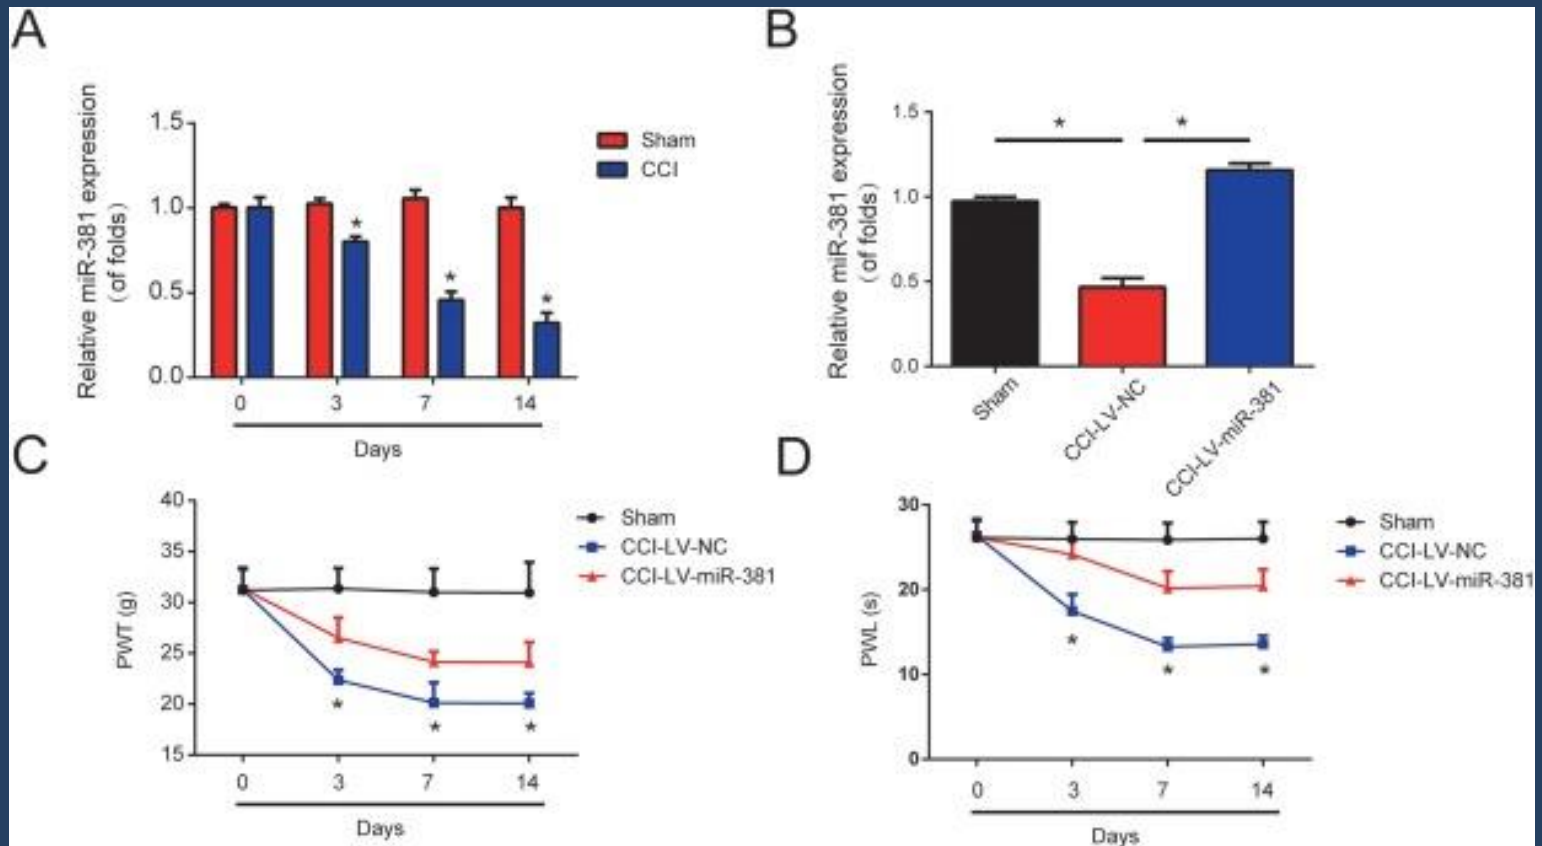 A
Relative miR-381 expression
(of folds)
1.5
1.0
0.5
0.0
Sham
CCI
*
*
*
0 3 7 14
Days
B
Relative miR-381 expression
(of folds)
1.5
1.0
0.5
0.0
* *
Sham
CCI-LV-NC
CCI-LV-miR-381
C
PWT (g)
40
35
30
25
20
15
Sham
CCI-LV-NC
CCI-LV-miR-381
* * *
0 3 7 14
Days
D
PWL (s)
30
20
10
0
Sham
CCI-LV-NC
CCI-LV-miR-381
* * *
0 3 7 14
Days